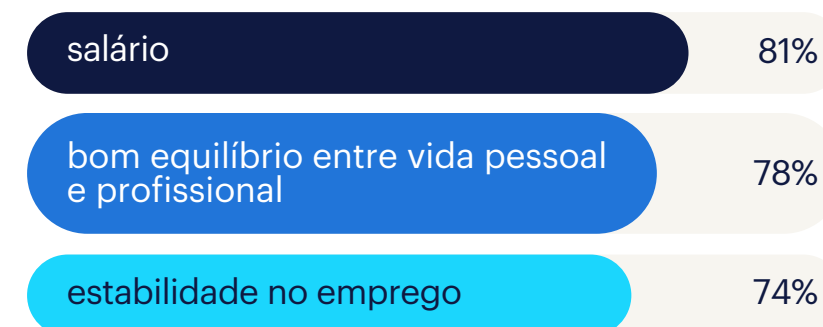 salário 81%
bom equilíbrio entre vida pessoal
e profissional
78%
estabilidade no emprego 74%